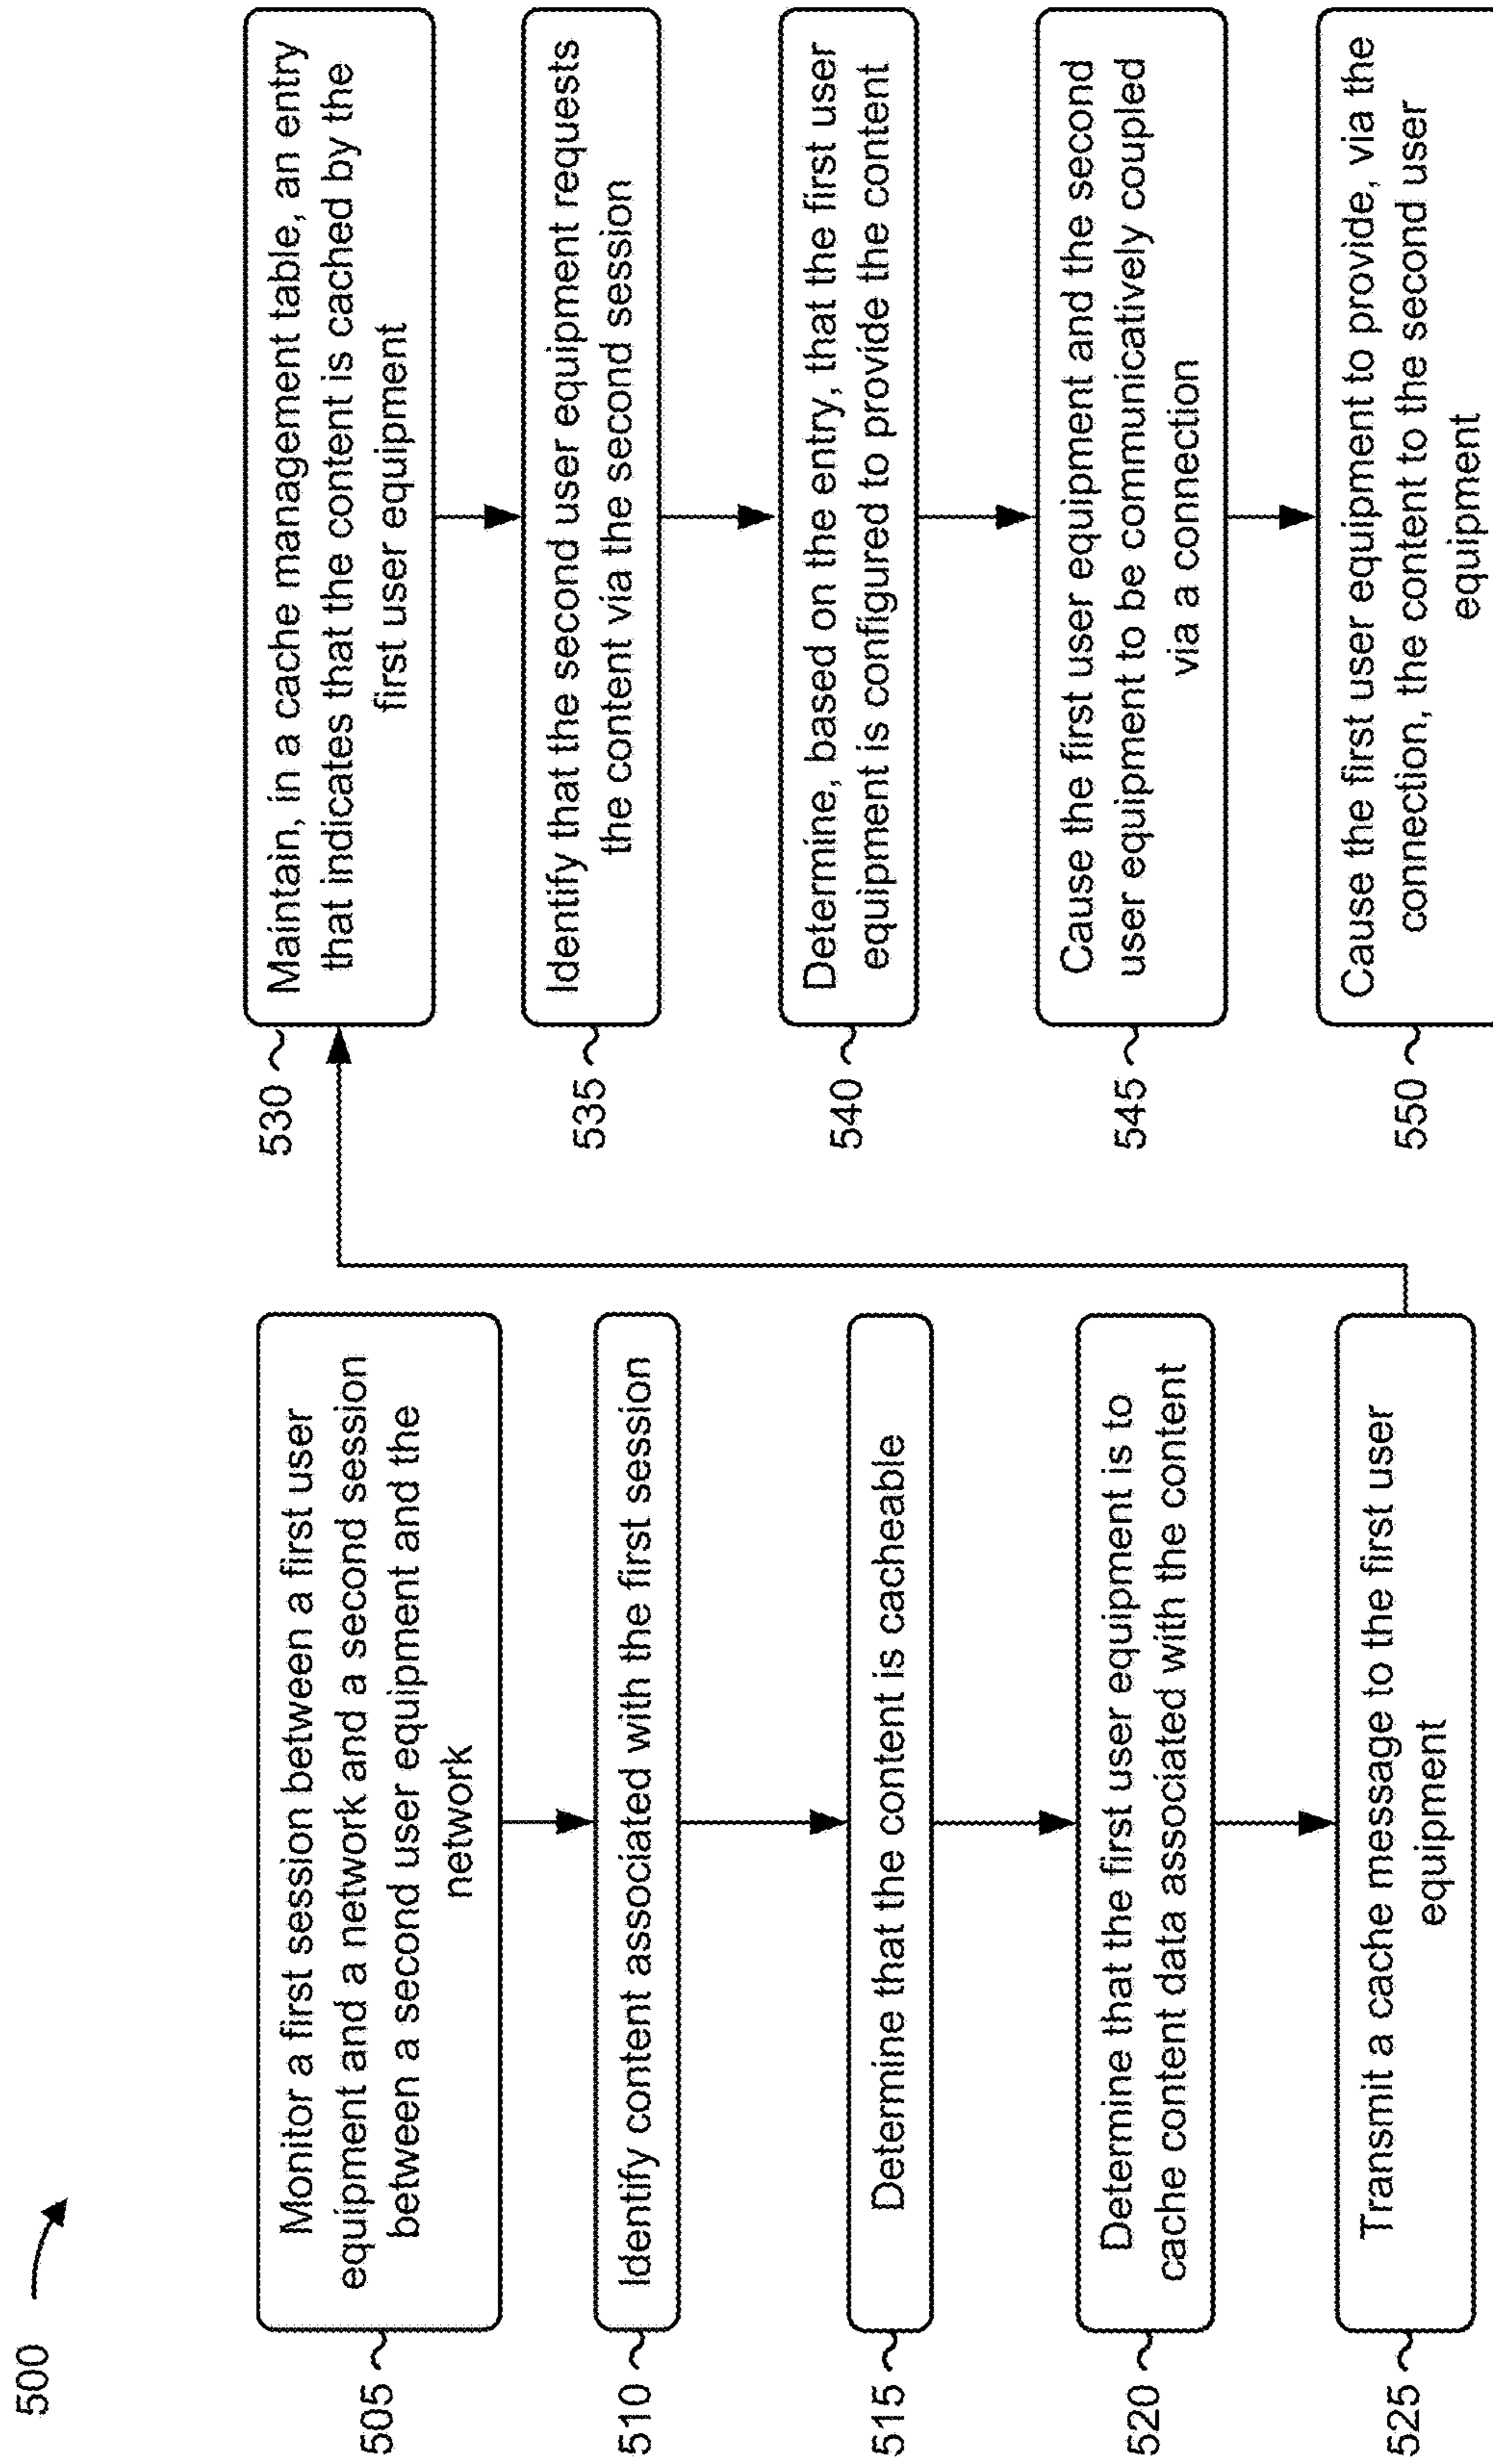 500
505
Monitor a first session between a first user
equipment and a network and a second session
between a second user equipment and the
network
510
Identify content associated with the first session
515
Determine that the content is cacheable
520
Determine that the first user equipment is to
cache content data associated with the content
525
Transmit a cache message to the first user
equipment
530
Maintain, in a cache management table, an entry
that indicates that the content is cached by the
first user equipment
535
Identify that the second user equipment requests
the content via the second session
540
Determine, based on the entry, that the first user
equipment is configured to provide the content
545
Cause the first user equipment and the second
user equipment to be communicatively coupled
via a connection
550
Cause the first user equipment to provide, via the
connection, the content to the second user
equipment